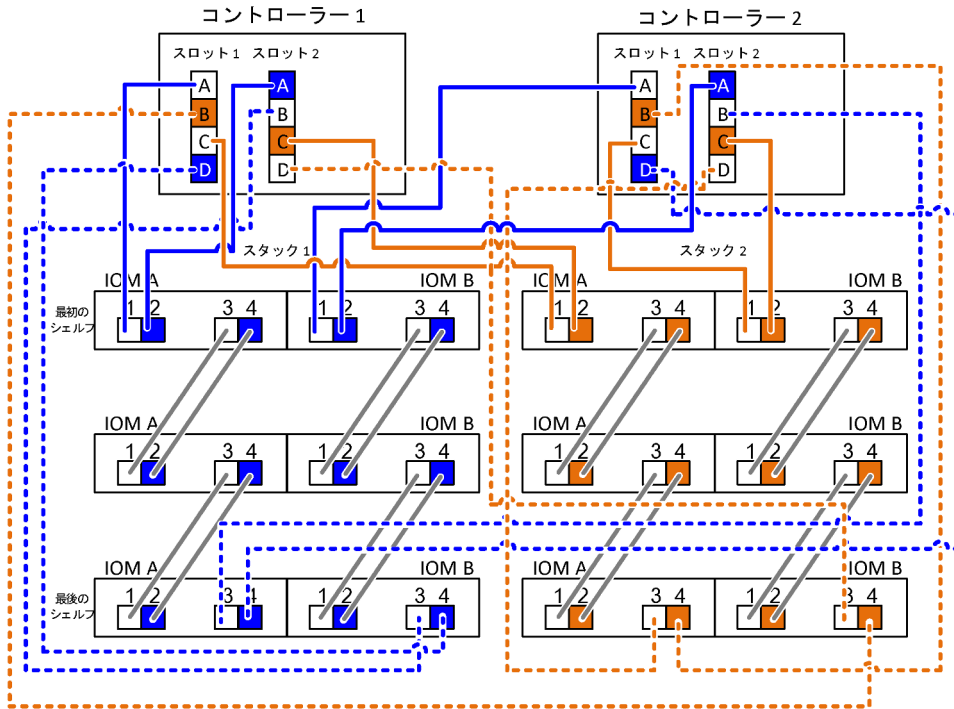 コントローラー 1
コントローラー 2
スロット 1 スロット 2
スロット 1 スロット 2
A A A A
B B B B
C C C C
D D D D
スタック 1
スタック 2
IOM A IOM B IOM A IOM B
最初の
シェルフ
1 2 3 4 1 2 3 4 1 2 3 4 1 2 3 4
IOM A IOM B IOM A IOM B
1 2 3 4 1 2 3 4 1 2 3 4 1 2 3 4
IOM A IOM B IOM A IOM B
最後の
シェルフ
1 2 3 4 1 2 3 4 1 2 3 4 1 2 3 4